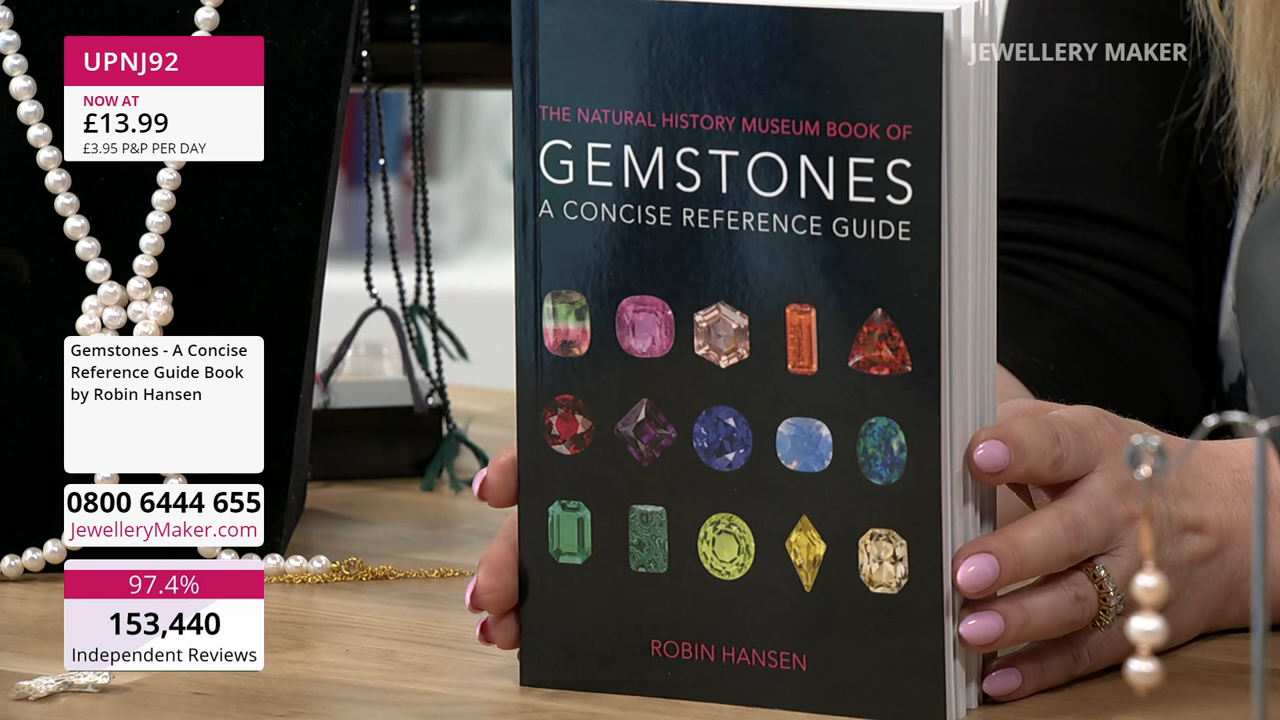 UPNJ92
NOW AT
£13.99
£3.95 P&P PER DAY
Gemstones - A Concise
Reference Guide Book
by Robin Hansen
0800 6444 655
JewelleryMaker.com
97.4%
153,440
Independent Reviews
JEWELLERY MAKER
THE NATURAL HISTORY MUSEUM BOOK OF
GEMSTONES
A CONCISE REFERENCE GUIDE
ROBIN HANSEN